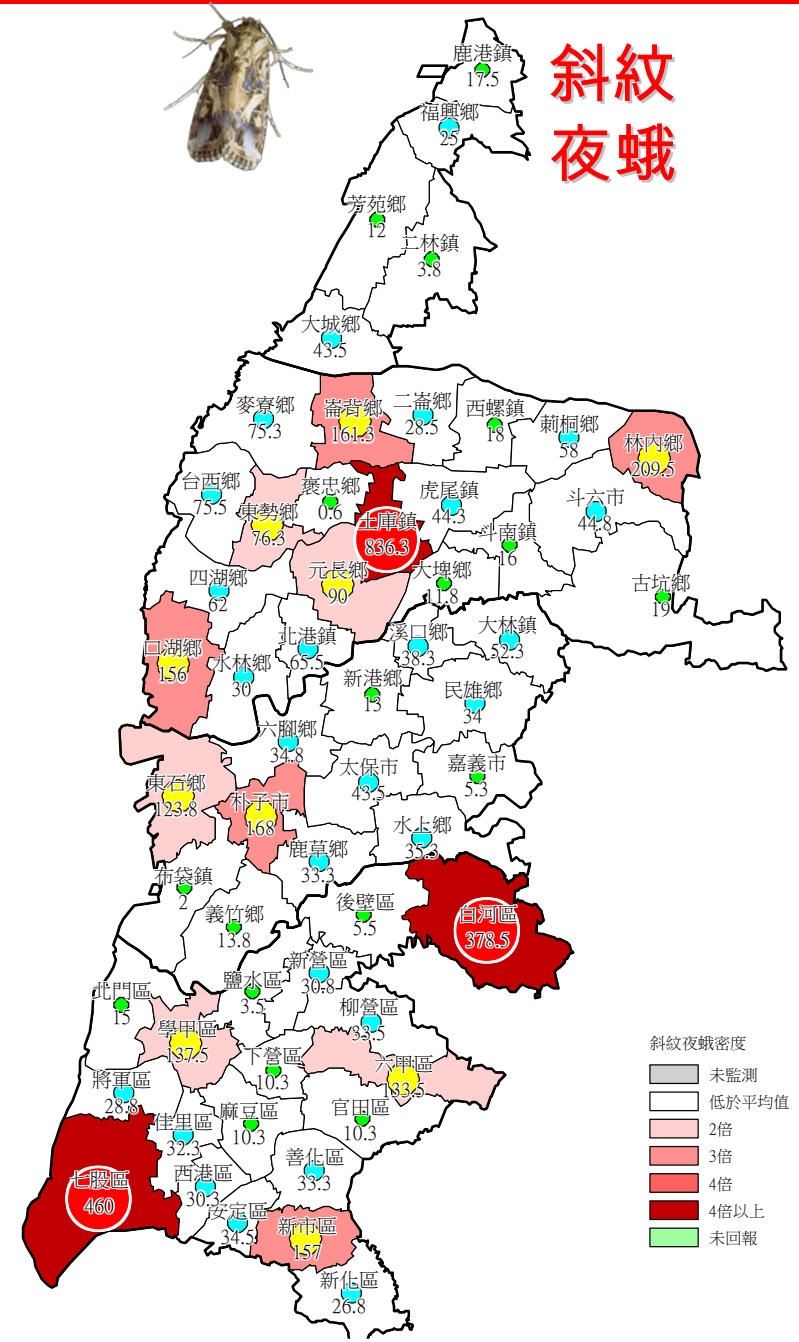 斜紋
夜蛾
鹿港鎮
17.5
福興鄉
25
芳苑鄉
12
二林鎮
3.8
大城鄉
43.5
麥寮鄉
75.3
崙背鄉
161.3
二崙鄉
28.5
西螺鎮
18
莿桐鄉
58
林內鄉
209.5
台西鄉
75.5
東勢鄉
76.3
褒忠鄉
0.6
土庫鎮
836.3
虎尾鎮
44.3
斗南鎮
16
斗六市
44.8
四湖鄉
62
元長鄉
90
大埤鄉
11.8
古坑鄉
19
口湖鄉
156
水林鄉
30
北港鎮
65.5
新港鄉
13
溪口鄉
38.3
大林鎮
52.3
民雄鄉
34
六腳鄉
34.8
東石鄉
123.8
朴子市
168
太保市
43.5
嘉義市
5.3
水上鄉
35.3
鹿草鄉
33.3
布袋鎮
2
義竹鄉
13.8
後壁區
5.5
白河區
378.5
新營區
30.8
鹽水區
3.5
北門區
15
學甲區
137.5
柳營區
33.5
下營區
10.3
六甲區
133.5
將軍區
28.8
佳里區
32.3
麻豆區
10.3
官田區
10.3
七股區
460
西港區
30.3
善化區
33.3
安定區
34.5
新市區
157
新化區
26.8
斜紋夜蛾密度
未監測
低於平均值
2倍
3倍
4倍
4倍以上
未回報